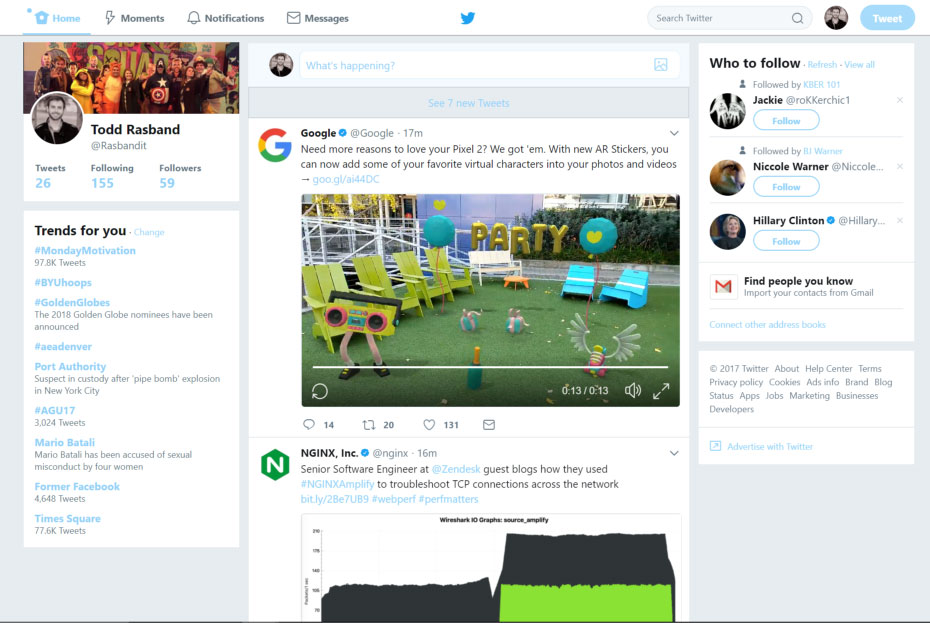 Home
Moments
Notifications
Messages
Search Twitter
Tweet
Todd Rasband
@Rasbandit
Tweets Following Followers
26 155 59
Trends for you · Change
#MondayMotivation
97.8K Tweets
#BYUhoops
#GoldenGlobes
The 2018 Golden Globe nominees have been
announced
#aeadenver
Port Authority
Suspect in custody after 'pipe bomb' explosion
in New York City
#AGU17
3,024 Tweets
Mario Batali
Mario Batali has been accused of sexual
misconduct by four women
Former Facebook
4,648 Tweets
Times Square
77.6K Tweets
What's happening?
See 7 new Tweets
Google @Google · 17m
Need more reasons to love your Pixel 2? We got 'em. With new AR Stickers, you
can now add some of your favorite virtual characters into your photos and videos
→ goo.gl/ai44DC
PARTY
0:13 / 0:13
14 20 131
NGINX, Inc. @nginx · 16m
Senior Software Engineer at @Zendesk guest blogs how they used
#NGINXAmplify to troubleshoot TCP connections across the network
bit.ly/2Be7UB9 #webperf #perfmatters
Wireshark IO Graphs: source_amplify
210
175
140
105
70
Who to follow · Refresh · View all
Followed by KBER 101
Jackie @roKKerchic1
Follow
Followed by BJ Warner
Niccole Warner @Niccole...
Follow
Hillary Clinton @Hillary...
Follow
Find people you know
Import your contacts from Gmail
Connect other address books
© 2017 Twitter About Help Center Terms
Privacy policy Cookies Ads info Brand Blog
Status Apps Jobs Marketing Businesses
Developers
Advertise with Twitter